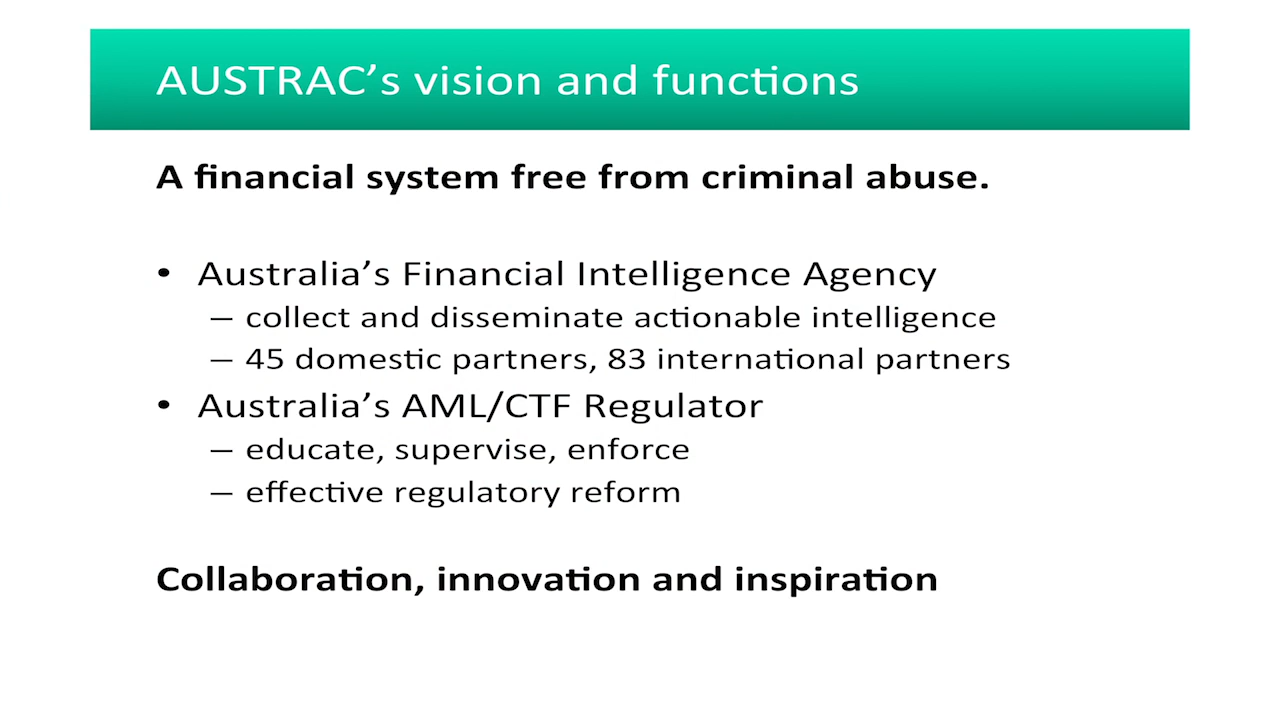 AUSTRAC’s vision and functions
A financial system free from criminal abuse.
• Australia’s Financial Intelligence Agency
– collect and disseminate actionable intelligence
– 45 domestic partners, 83 international partners
• Australia’s AML/CTF Regulator
– educate, supervise, enforce
– effective regulatory reform
Collaboration, innovation and inspiration